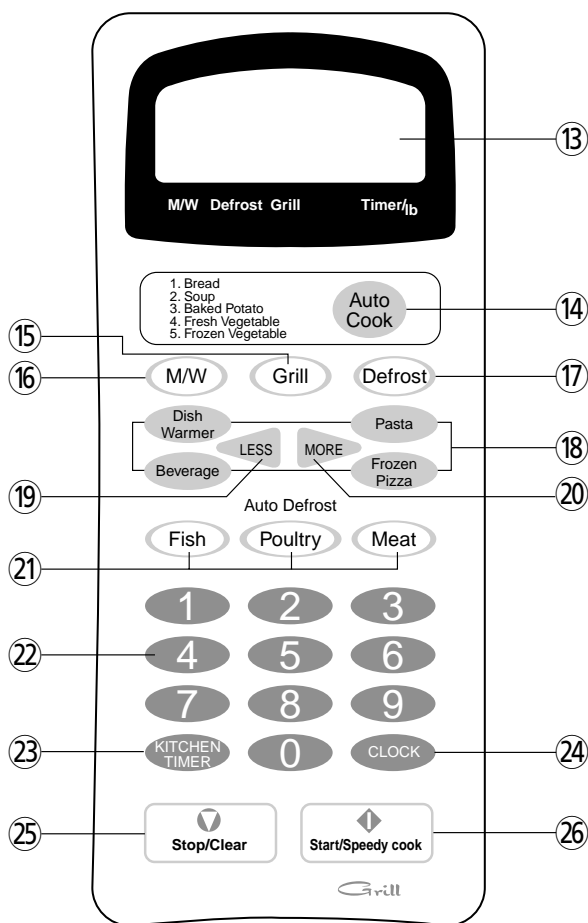 ⑬
M/W Defrost Grill Timer/lb
1. Bread
2. Soup
3. Baked Potato
4. Fresh Vegetable
5. Frozen Vegetable
Auto
Cook
⑭
⑮
⑯
M/W Grill Defrost
⑰
Dish
Warmer
Pasta
LESS MORE
⑱
Beverage
Frozen
Pizza
⑲
⑳
Auto Defrost
Fish Poultry Meat
㉑
1 2 3
㉒
4 5 6
7 8 9
㉓
KITCHEN
TIMER
0
CLOCK
㉔
㉕
Stop/Clear
Start/Speedy cook
㉖
Grill